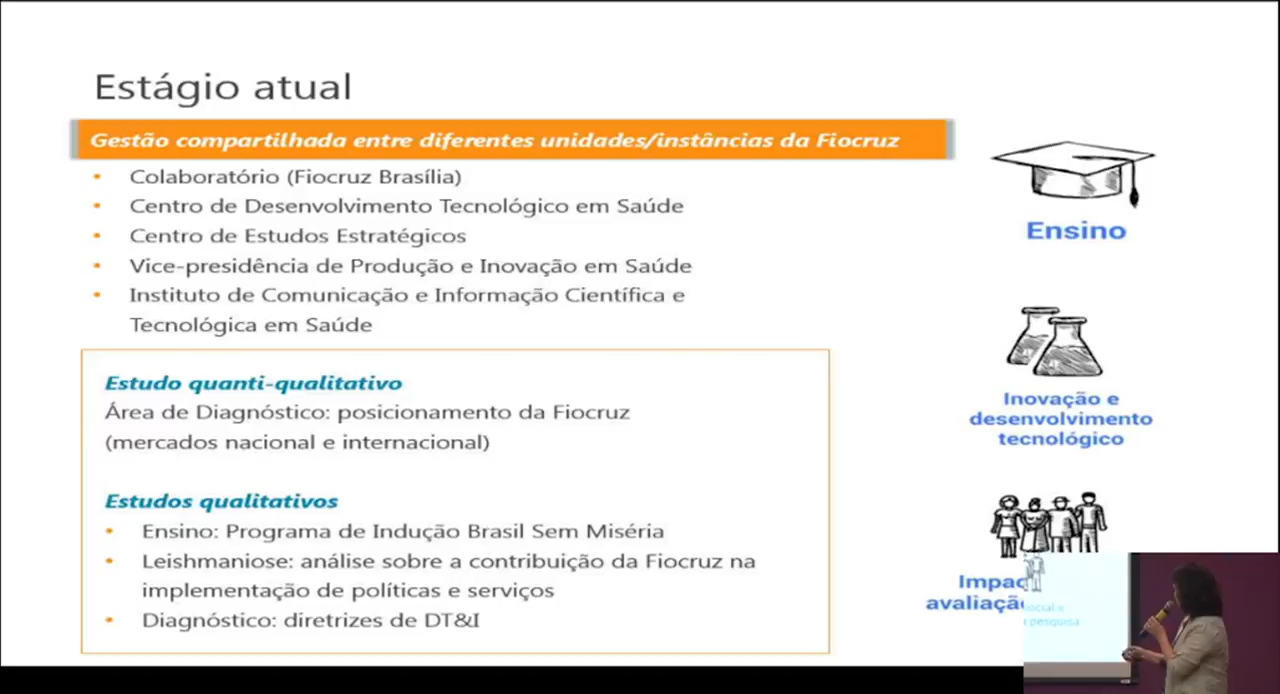 Estágio atual
Gestão compartilhada entre diferentes unidades/instâncias da Fiocruz
• Colaboratório (Fiocruz Brasília)
• Centro de Desenvolvimento Tecnológico em Saúde
• Centro de Estudos Estratégicos
• Vice-presidência de Produção e Inovação em Saúde
• Instituto de Comunicação e Informação Científica e
Tecnológica em Saúde
Estudo quanti-qualitativo
Área de Diagnóstico: posicionamento da Fiocruz
(mercados nacional e internacional)
Estudos qualitativos
• Ensino: Programa de Indução Brasil Sem Miséria
• Leishmaniose: análise sobre a contribuição da Fiocruz na
implementação de políticas e serviços
• Diagnóstico: diretrizes de DT&I
Ensino
Inovação e
desenvolvimento
tecnológico
avaliação
pesquisa